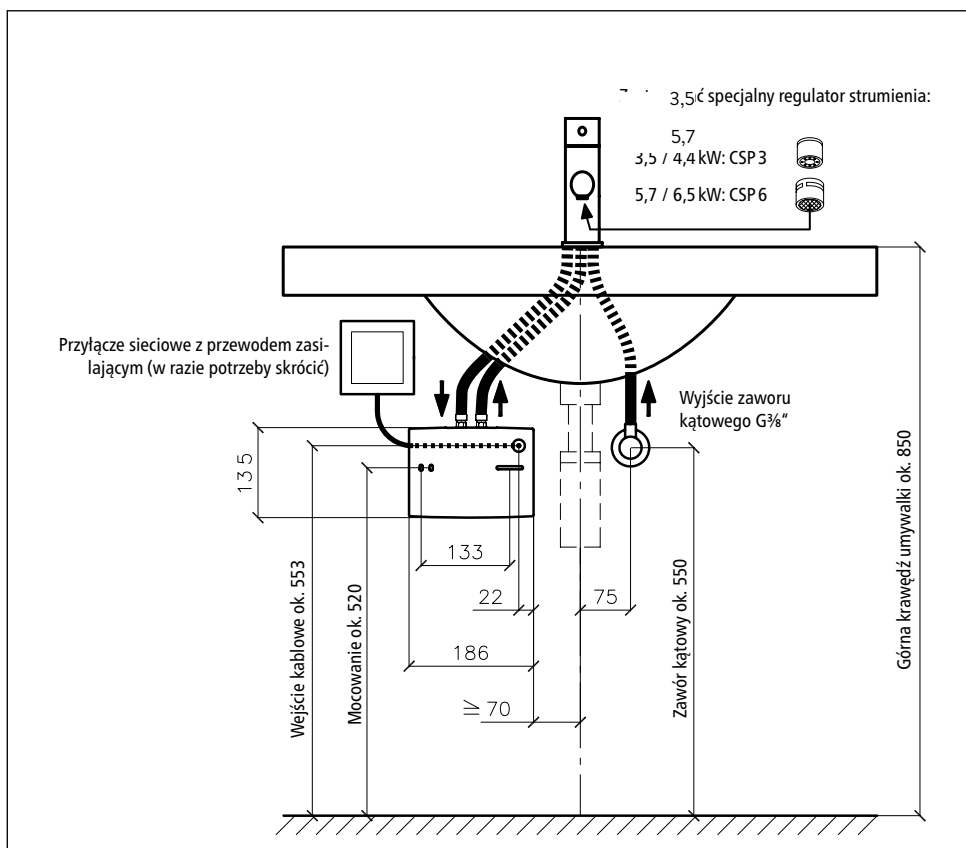 specjalny regulator strumienia:
3,5
5,7
3,5 / 4,4 kW: CSP 3
5,7 / 6,5 kW: CSP 6
Przyłącze sieciowe z przewodem zasi-
lającym (w razie potrzeby skrócić)
Wyjście zaworu
kątowego G⅜“
135
133
22
75
186
≥ 70
Wejście kablowe ok. 553
Mocowanie ok. 520
Zawór kątowy ok. 550
Górna krawędź umywalki ok. 850